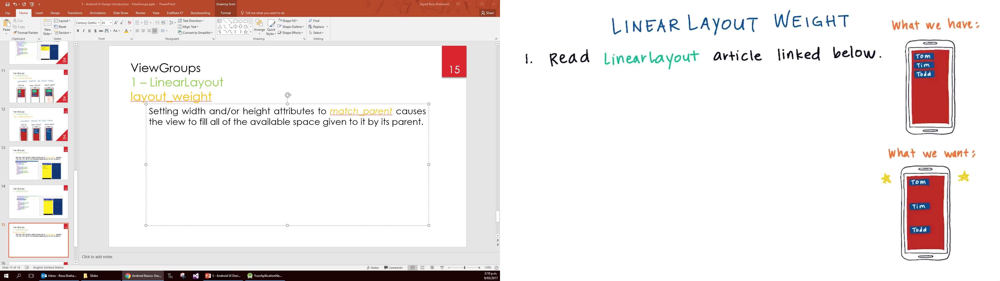 5 - Android UI Design Introduction - ViewGroups.pptx - PowerPoint
Drawing Tools
Seyed Reza Shahamiri
File
Home
Insert
Design
Transitions
Animations
Slide Show
Review
View
EndNote X7
Storyboarding
Format
Tell me what you want to do
Share
Paste
Cut
Copy
Format Painter
Clipboard
New Slide
Layout
Reset
Section
Slides
Century Gothic
24
Font
Text Direction
Align Text
Convert to SmartArt
Paragraph
Arrange
Quick Styles
Shape Fill
Shape Outline
Shape Effects
Drawing
Find
Replace
Select
Editing
11
12
13
14
15
16
15
ViewGroups
1 – LinearLayout
layout_weight
Setting width and/or height attributes to match_parent causes
the view to fill all of the available space given to it by its parent.
Click to add notes
Slide 15 of 16
English (United States)
Notes
Comments
108%
Inbox - Reza.Shaha...
Slides
Android Basics: Use...
5 - Android UI Desi...
YuorApllicationNa...
2:10 p.m.
9/03/2017
LINEAR LAYOUT WEIGHT
1. Read LinearLayout article linked below.
What we have:
Tom
Tim
Todd
What we want:
Tom
Tim
Todd